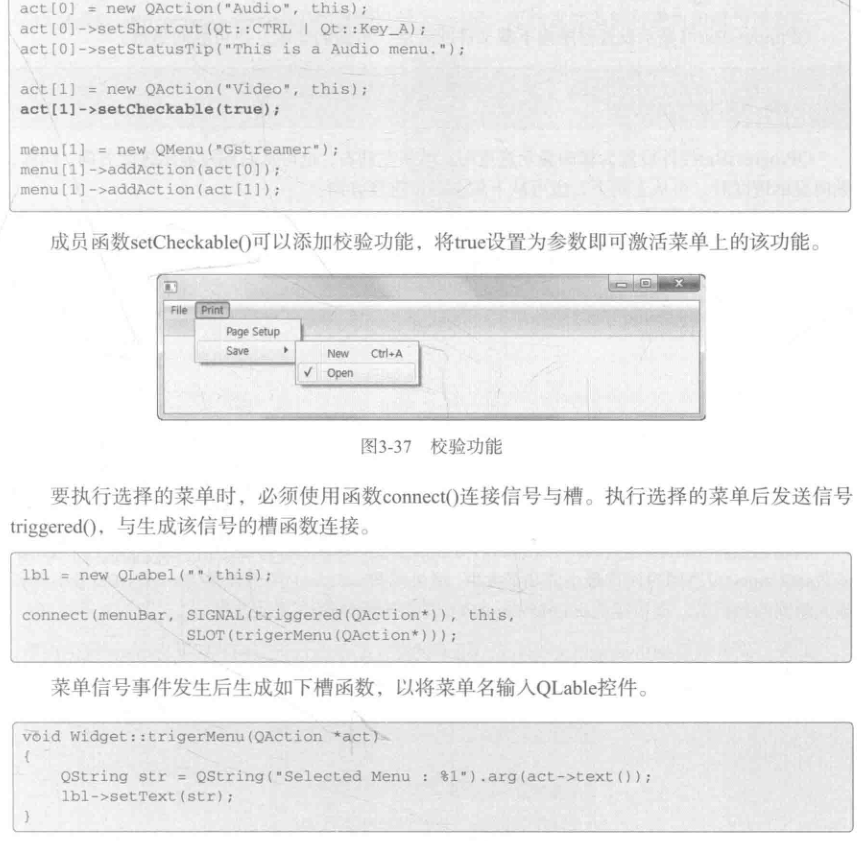 act[0] = new QAction("Audio", this);
act[0]->setShortcut(Qt::CTRL | Qt::Key_A);
act[0]->setStatusTip("This is a Audio menu.");
act[1] = new QAction("Video", this);
act[1]->setCheckable(true);
menu[1] = new QMenu("Gstreamer");
menu[1]->addAction(act[0]);
menu[1]->addAction(act[1]);
成员函数setCheckable()可以添加校验功能，将true设置为参数即可激活菜单上的该功能。
File Print
Page Setup
Save
New Ctrl+A
✓ Open
图3-37 校验功能
要执行选择的菜单时，必须使用函数connect()连接信号与槽。执行选择的菜单后发送信号
triggered()，与生成该信号的槽函数连接。
lbl = new QLabel("",this);
connect(menuBar, SIGNAL(triggered(QAction*)), this,
SLOT(trigerMenu(QAction*)));
菜单信号事件发生后生成如下槽函数，以将菜单名输入QLable控件。
void Widget::trigerMenu(QAction *act)
{
QString str = QString("Selected Menu : %1").arg(act->text());
lbl->setText(str);
}